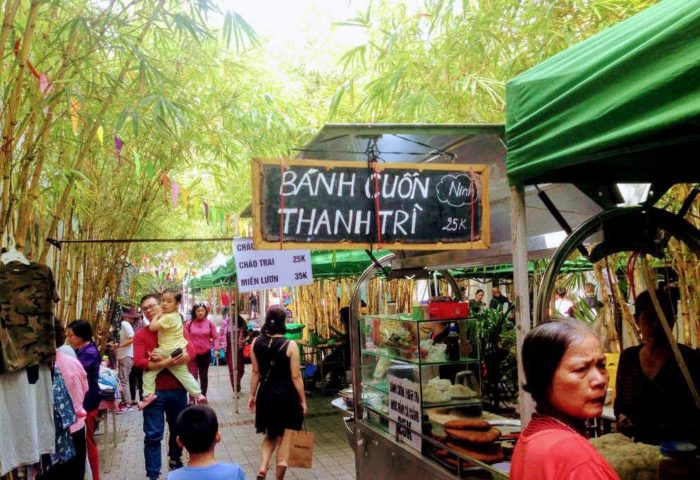 BÁNH CUỐN Ninh
THANH TRÌ 25K
CHÁO TRAI 25K
MIẾN LƯƠN 35K